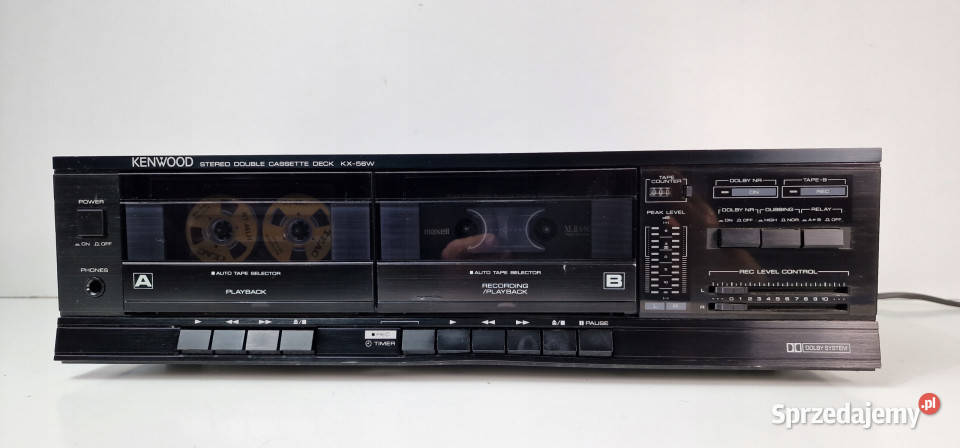 KENWOOD STEREO DOUBLE CASSETTE DECK KX-56W
POWER
ON OFF
PHONES
A
AUTO TAPE SELECTOR
PLAYBACK
maxell
AUTO TAPE SELECTOR
RECORDING
/PLAYBACK
B
TAPE
COUNTER
PEAK LEVEL
dB
L R
DOLBY NR TAPE-B
ON REC
DOLBY NR DUBBING RELAY
ON OFF HIGH NOR A+B OFF
REC LEVEL CONTROL
L
0 1 2 3 4 5 6 7 8 9 10
R
REC
TIMER
PAUSE
DOLBY SYSTEM
Sprzedajemy.pl